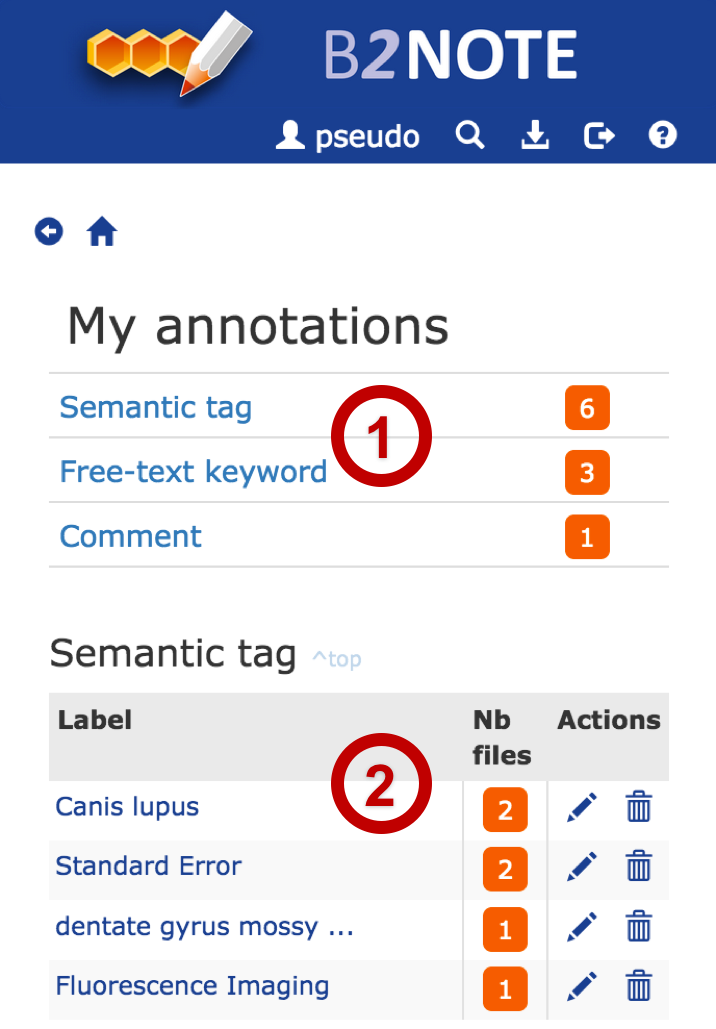 B2NOTE
pseudo
My annotations
Semantic tag 6
1
Free-text keyword 3
Comment 1
Semantic tag ^top
Label Nb files Actions
2
Canis lupus 2
Standard Error 2
dentate gyrus mossy ... 1
Fluorescence Imaging 1